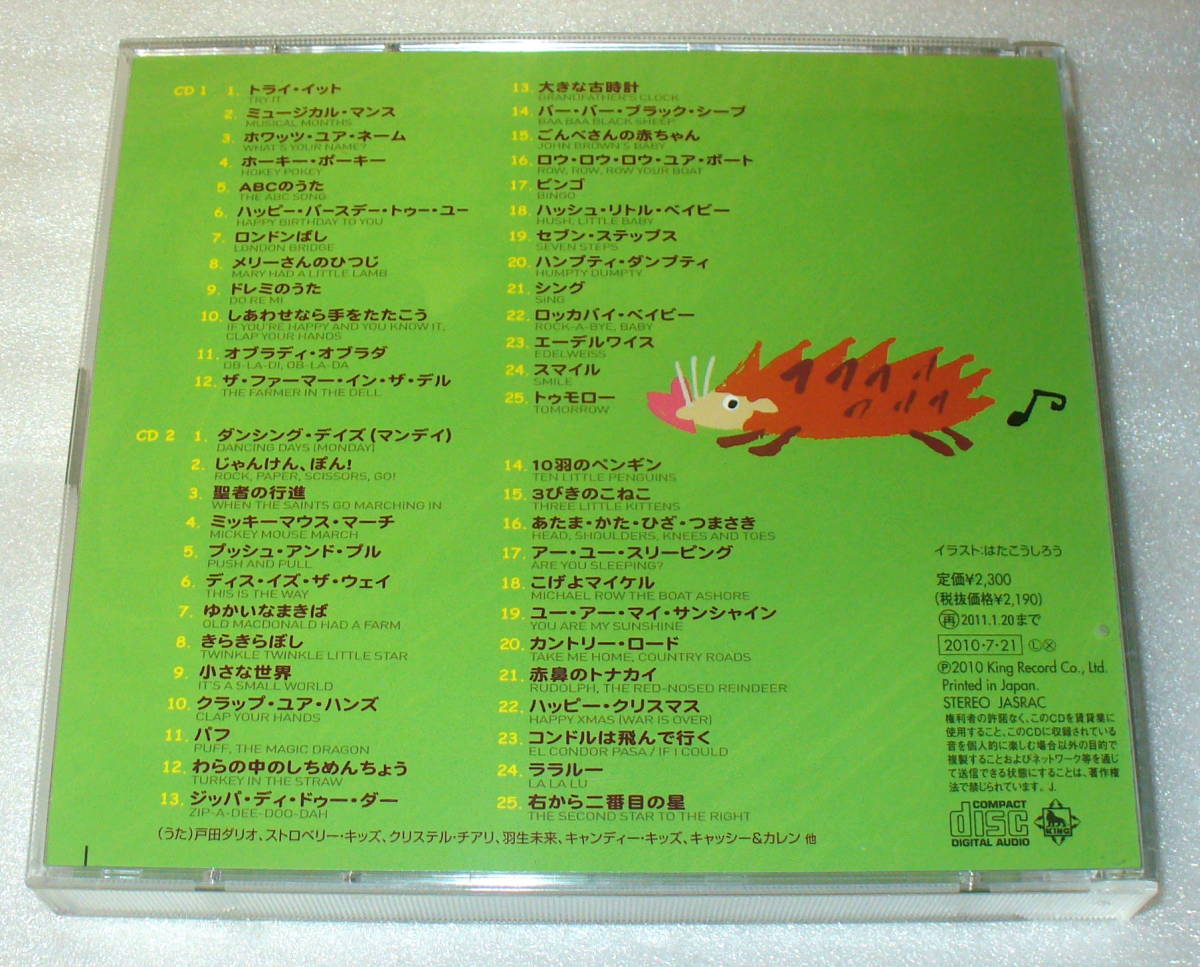 CD 1 1. トライ・イット
TRY IT
2. ミュージカル・マンス
MUSICAL MONTHS
3. ホワッツ・ユア・ネーム
WHAT'S YOUR NAME?
4. ホーキー・ポーキー
HOKEY POKEY
5. ABCのうた
THE ABC SONG
6. ハッピー・バースデー・トゥー・ユー
HAPPY BIRTHDAY TO YOU
7. ロンドンばし
LONDON BRIDGE
8. メリーさんのひつじ
MARY HAD A LITTLE LAMB
9. ドレミのうた
DO RE MI
10. しあわせなら手をたたこう
IF YOU'RE HAPPY AND YOU KNOW IT,
CLAP YOUR HANDS
11. オブラディ・オブラダ
OB-LA-DI, OB-LA-DA
12. ザ・ファーマー・イン・ザ・デル
THE FARMER IN THE DELL
13. 大きな古時計
GRANDFATHER'S CLOCK
14. バー・バー・ブラック・シープ
BAA BAA BLACK SHEEP
15. ごんべさんの赤ちゃん
JOHN BROWN'S BABY
16. ロウ・ロウ・ロウ・ユア・ボート
ROW, ROW, ROW YOUR BOAT
17. ビンゴ
BINGO
18. ハッシュ・リトル・ベイビー
HUSH, LITTLE BABY
19. セブン・ステップス
SEVEN STEPS
20. ハンプティ・ダンプティ
HUMPTY DUMPTY
21. シング
SING
22. ロッカバイ・ベイビー
ROCK-A-BYE, BABY
23. エーデルワイス
EDELWEISS
24. スマイル
SMILE
25. トゥモロー
TOMORROW
CD 2 1. ダンシング・デイズ(マンデイ)
DANCING DAYS (MONDAY)
2. じゃんけん、ぽん!
ROCK, PAPER, SCISSORS, GO!
3. 聖者の行進
WHEN THE SAINTS GO MARCHING IN
4. ミッキーマウス・マーチ
MICKEY MOUSE MARCH
5. プッシュ・アンド・プル
PUSH AND PULL
6. ディス・イズ・ザ・ウェイ
THIS IS THE WAY
7. ゆかいなまきば
OLD MACDONALD HAD A FARM
8. きらきらぼし
TWINKLE TWINKLE LITTLE STAR
9. 小さな世界
IT'S A SMALL WORLD
10. クラップ・ユア・ハンズ
CLAP YOUR HANDS
11. パフ
PUFF, THE MAGIC DRAGON
12. わらの中のしちめんちょう
TURKEY IN THE STRAW
13. ジッパ・ディ・ドゥー・ダー
ZIP-A-DEE-DOO-DAH
14. 10羽のペンギン
TEN LITTLE PENGUINS
15. 3びきのこねこ
THREE LITTLE KITTENS
16. あたま・かた・ひざ・つまさき
HEAD, SHOULDERS, KNEES AND TOES
17. アー・ユー・スリーピング
ARE YOU SLEEPING?
18. こげよマイケル
MICHAEL ROW THE BOAT ASHORE
19. ユー・アー・マイ・サンシャイン
YOU ARE MY SUNSHINE
20. カントリー・ロード
TAKE ME HOME, COUNTRY ROADS
21. 赤鼻のトナカイ
RUDOLPH, THE RED-NOSED REINDEER
22. ハッピー・クリスマス
HAPPY XMAS (WAR IS OVER)
23. コンドルは飛んで行く
EL CONDOR PASA / IF I COULD
24. ララルー
LA LA LU
25. 右から二番目の星
THE SECOND STAR TO THE RIGHT
(うた)戸田ダリオ、ストロベリー・キッズ、クリステル・チアリ、羽生未来、キャンディー・キッズ、キャッシー&カレン 他
イラスト:はたこうしろう
定価¥2,300
(税抜価格¥2,190)
再2011.1.20まで
2010・7・21 Ⓛ Ⓧ
Ⓟ2010 King Record Co., Ltd.
Printed in Japan.
STEREO JASRAC
権利者の許諾なく、このCDを賃貸業に
使用すること、このCDに収録されている
音を個人的に楽しむ場合以外の目的で
複製することおよびネットワーク等を通じ
て送信できる状態にすることは、著作権
法で禁じられています。J.
COMPACT
disc
DIGITAL AUDIO
KING